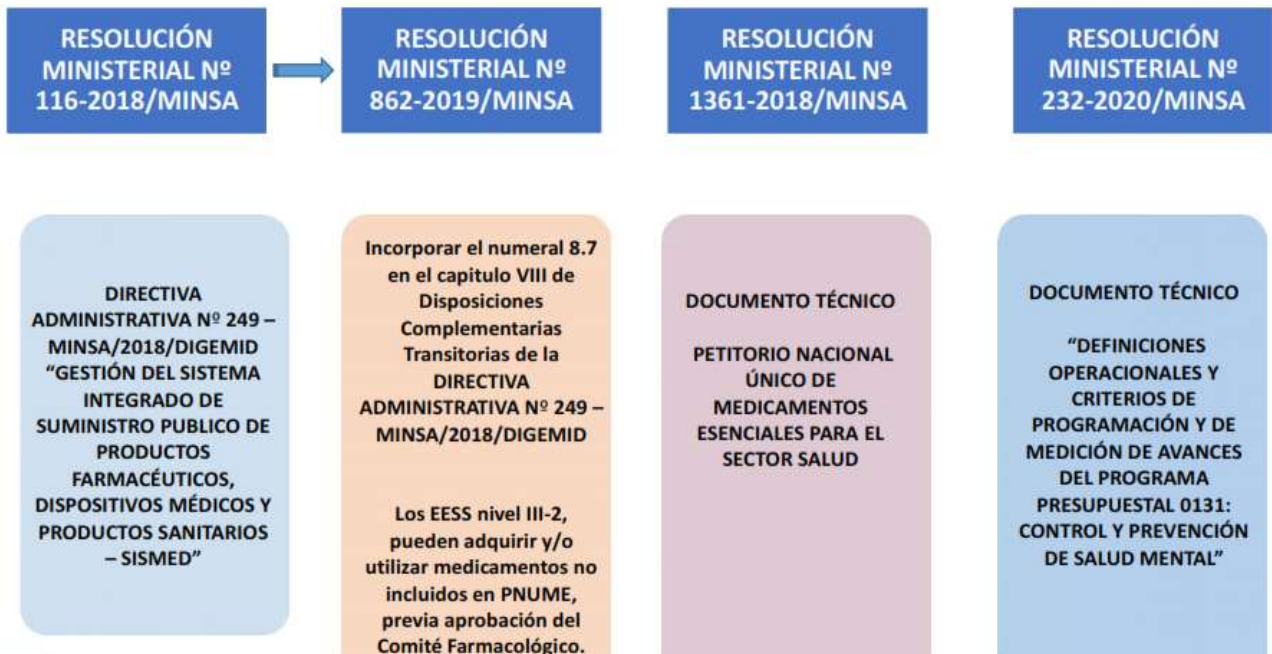 RESOLUCIÓN
MINISTERIAL Nº
116-2018/MINSA
RESOLUCIÓN
MINISTERIAL Nº
862-2019/MINSA
RESOLUCIÓN
MINISTERIAL Nº
1361-2018/MINSA
RESOLUCIÓN
MINISTERIAL Nº
232-2020/MINSA
DIRECTIVA
ADMINISTRATIVA Nº 249 –
MINSA/2018/DIGEMID
“GESTIÓN DEL SISTEMA
INTEGRADO DE
SUMINISTRO PUBLICO DE
PRODUCTOS
FARMACÉUTICOS,
DISPOSITIVOS MÉDICOS Y
PRODUCTOS SANITARIOS
– SISMED”
Incorporar el numeral 8.7
en el capitulo VIII de
Disposiciones
Complementarias
Transitorias de la
DIRECTIVA
ADMINISTRATIVA Nº 249 –
MINSA/2018/DIGEMID
Los EESS nivel III-2,
pueden adquirir y/o
utilizar medicamentos no
incluidos en PNUME,
previa aprobación del
Comité Farmacológico.
DOCUMENTO TÉCNICO
PETITORIO NACIONAL
ÚNICO DE
MEDICAMENTOS
ESENCIALES PARA EL
SECTOR SALUD
DOCUMENTO TÉCNICO
“DEFINICIONES
OPERACIONALES Y
CRITERIOS DE
PROGRAMACIÓN Y DE
MEDICIÓN DE AVANCES
DEL PROGRAMA
PRESUPUESTAL 0131:
CONTROL Y PREVENCIÓN
DE SALUD MENTAL”